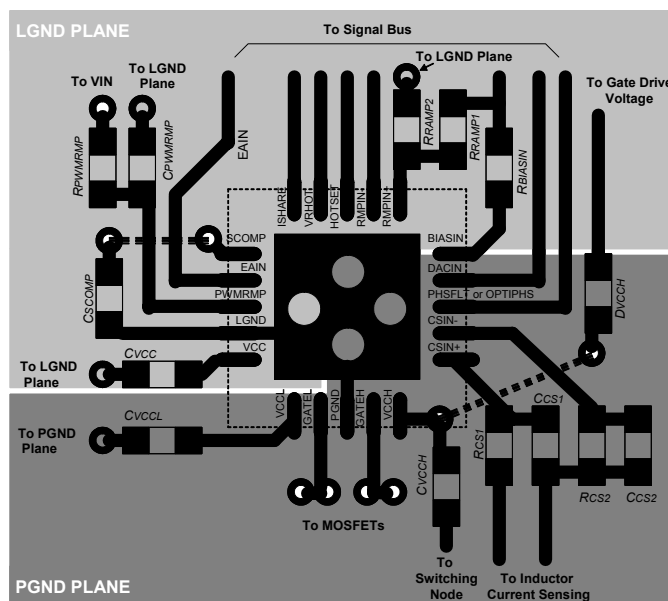 LGND PLANE
To Signal Bus
To LGND Plane
To VIN
To LGND
Plane
To Gate Drive
Voltage
RPWMRMP
CPWMRMP
EAIN
RRAMP2
RRAMP1
RBIASIN
ISHARE
VRHOT
HOTSET
RMPIN-
RMPIN+
SCOMP
EAIN
PWMRMP
LGND
VCC
BIASIN
DACIN
PHSFLT or OPTIPHS
CSIN-
CSIN+
CSCOMP
DVCCH
CVCC
To LGND
Plane
CVCCL
To PGND
Plane
VCCL
GATEL
PGND
GATEH
VCCH
CVCCH
RCS1
CCS1
RCS2
CCS2
To MOSFETs
To
Switching
Node
To Inductor
Current Sensing
PGND PLANE